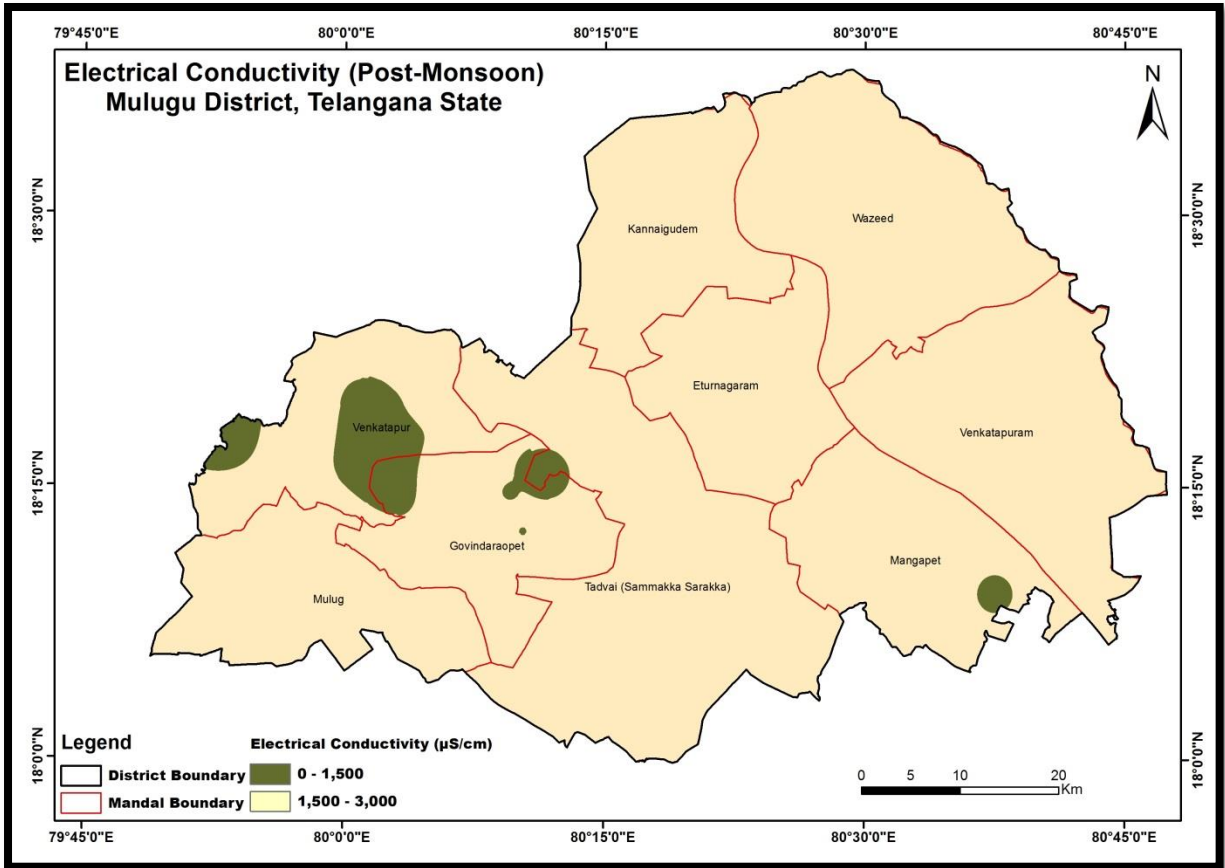 79°45'0"E 80°0'0"E 80°15'0"E 80°30'0"E 80°45'0"E
Electrical Conductivity (Post-Monsoon)
Mulugu District, Telangana State
N
18°30'0"N
18°30'0"N
Wazeed
Kannaigudem
Eturnagaram
Venkatapur
Venkatapuram
18°15'0"N
18°15'0"N
Govindaraopet
Mangapet
Tadvai (Sammakka Sarakka)
Mulug
18°0'0"N
18°0'0"N
Legend
District Boundary
Mandal Boundary
Electrical Conductivity (µS/cm)
0 - 1,500
1,500 - 3,000
0 5 10 20
Km
79°45'0"E 80°0'0"E 80°15'0"E 80°30'0"E 80°45'0"E